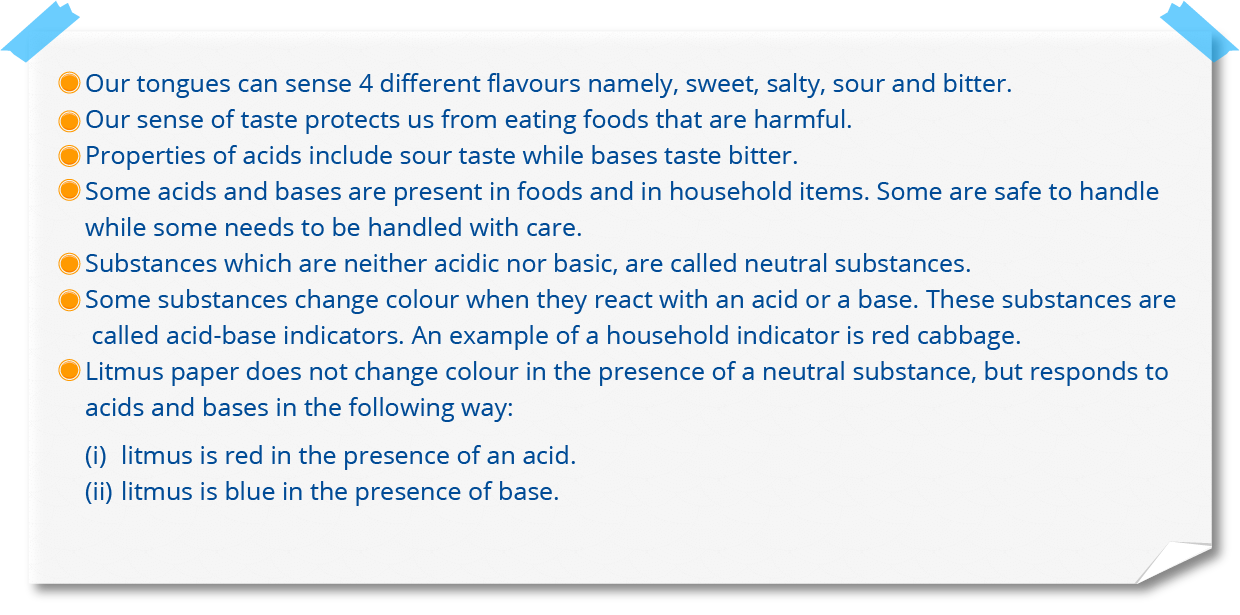 Our tongues can sense 4 different flavours namely, sweet, salty, sour and bitter.
Our sense of taste protects us from eating foods that are harmful.
Properties of acids include sour taste while bases taste bitter.
Some acids and bases are present in foods and in household items. Some are safe to handle
while some needs to be handled with care.
Substances which are neither acidic nor basic, are called neutral substances.
Some substances change colour when they react with an acid or a base. These substances are
called acid-base indicators. An example of a household indicator is red cabbage.
Litmus paper does not change colour in the presence of a neutral substance, but responds to
acids and bases in the following way:
(i) litmus is red in the presence of an acid.
(ii) litmus is blue in the presence of base.